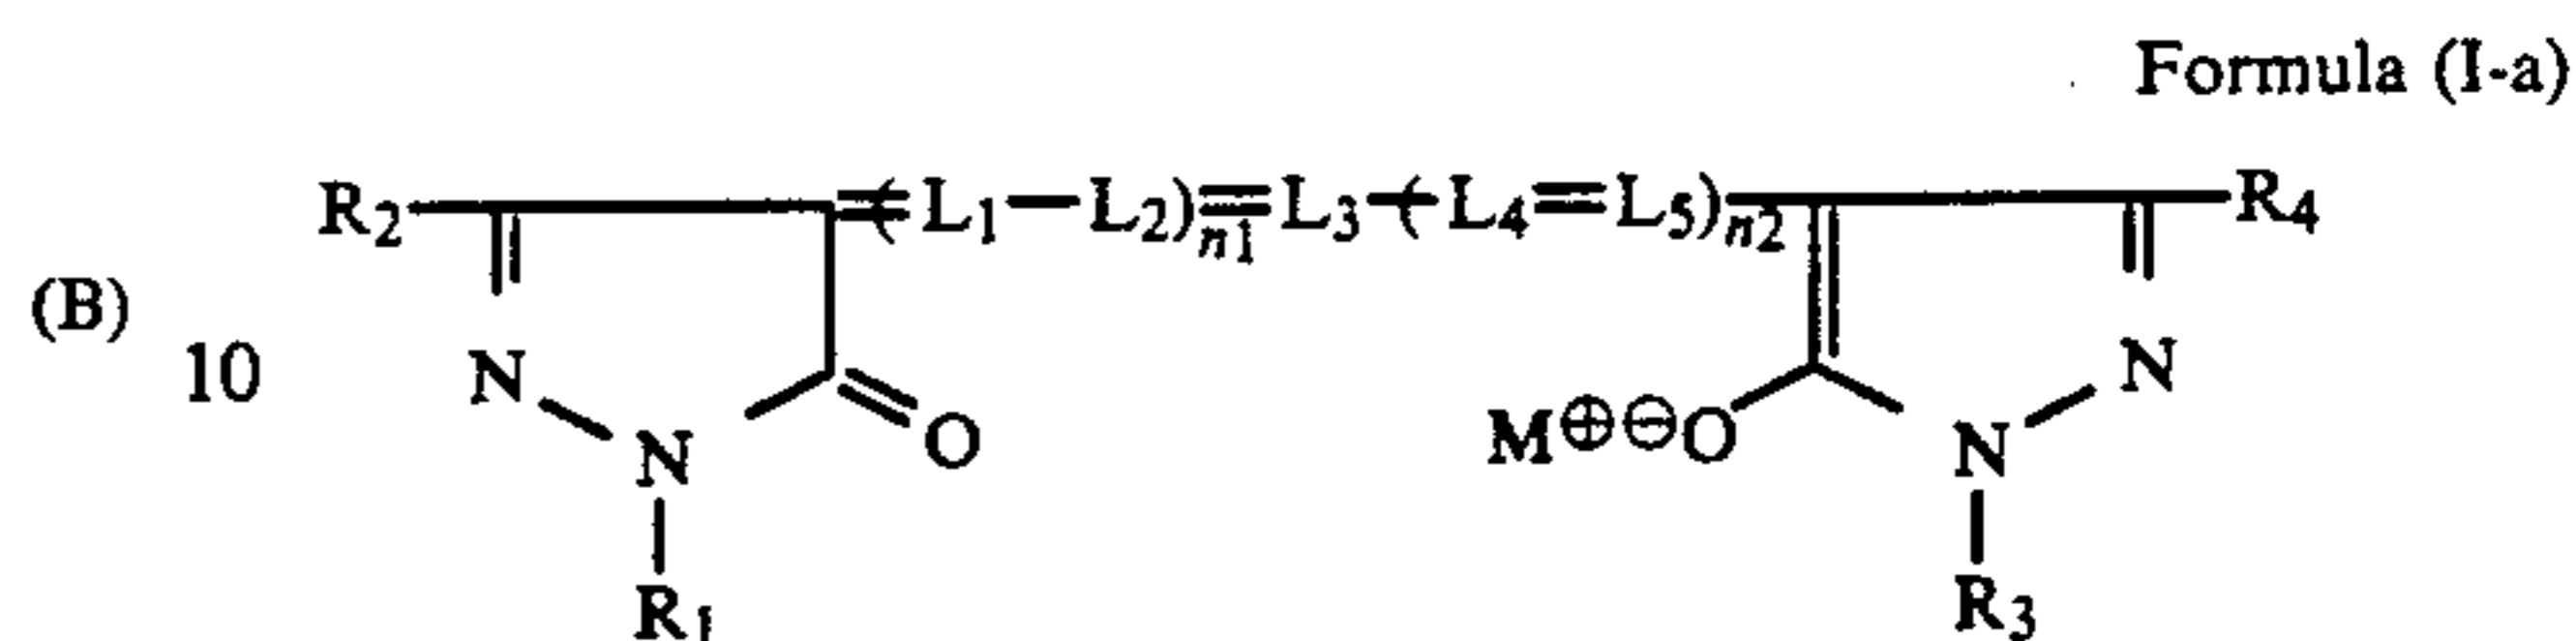 Formula (I-a)
R2 =( L1 — L2)n1 = L3 —( L4 = L5)n2 R4
(B)
10
N N
N O M⊕⊖O N
R1 R3